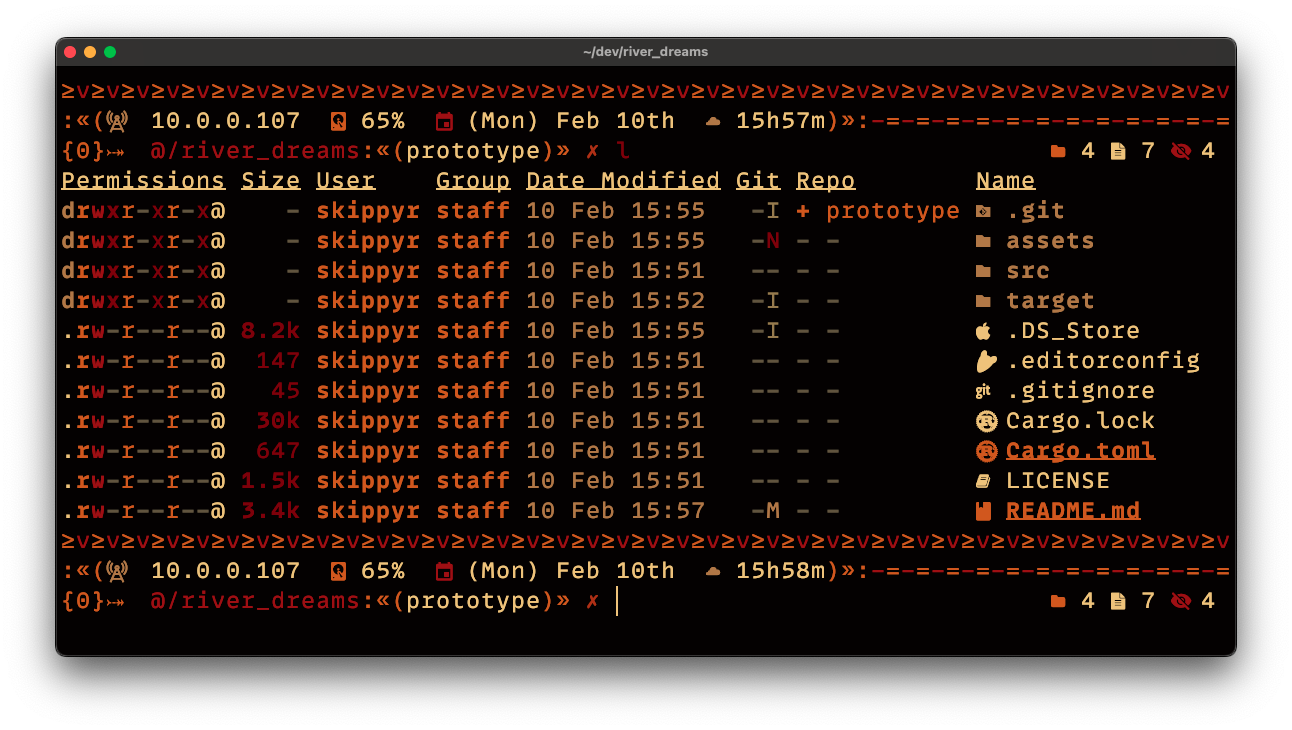 ~/dev/river_dreams
≥v≥v≥v≥v≥v≥v≥v≥v≥v≥v≥v≥v≥v≥v≥v≥v≥v≥v≥v≥v≥v≥v≥v≥v≥v≥v≥v≥v≥v≥v≥v≥v≥v≥v≥v≥v≥v≥v≥v
:«( 10.0.0.107 65% (Mon) Feb 10th 15h57m)»:-=-=-=-=-=-=-=-=-=-=-=-=
{0}⤐ @/river_dreams:«(prototype)» ✗ l 4 7 4
Permissions Size User Group Date Modified Git Repo Name
drwxr-xr-x@ - skippyr staff 10 Feb 15:55 -I + prototype .git
drwxr-xr-x@ - skippyr staff 10 Feb 15:55 -N - - assets
drwxr-xr-x@ - skippyr staff 10 Feb 15:51 -- - - src
drwxr-xr-x@ - skippyr staff 10 Feb 15:52 -I - - target
.rw-r--r--@ 8.2k skippyr staff 10 Feb 15:55 -I - - .DS_Store
.rw-r--r--@ 147 skippyr staff 10 Feb 15:51 -- - - .editorconfig
.rw-r--r--@ 45 skippyr staff 10 Feb 15:51 -- - - git .gitignore
.rw-r--r--@ 30k skippyr staff 10 Feb 15:51 -- - - Cargo.lock
.rw-r--r--@ 647 skippyr staff 10 Feb 15:51 -- - - Cargo.toml
.rw-r--r--@ 1.5k skippyr staff 10 Feb 15:51 -- - - LICENSE
.rw-r--r--@ 3.4k skippyr staff 10 Feb 15:57 -M - - README.md
≥v≥v≥v≥v≥v≥v≥v≥v≥v≥v≥v≥v≥v≥v≥v≥v≥v≥v≥v≥v≥v≥v≥v≥v≥v≥v≥v≥v≥v≥v≥v≥v≥v≥v≥v≥v≥v≥v≥v
:«( 10.0.0.107 65% (Mon) Feb 10th 15h58m)»:-=-=-=-=-=-=-=-=-=-=-=-=
{0}⤐ @/river_dreams:«(prototype)» ✗ 4 7 4